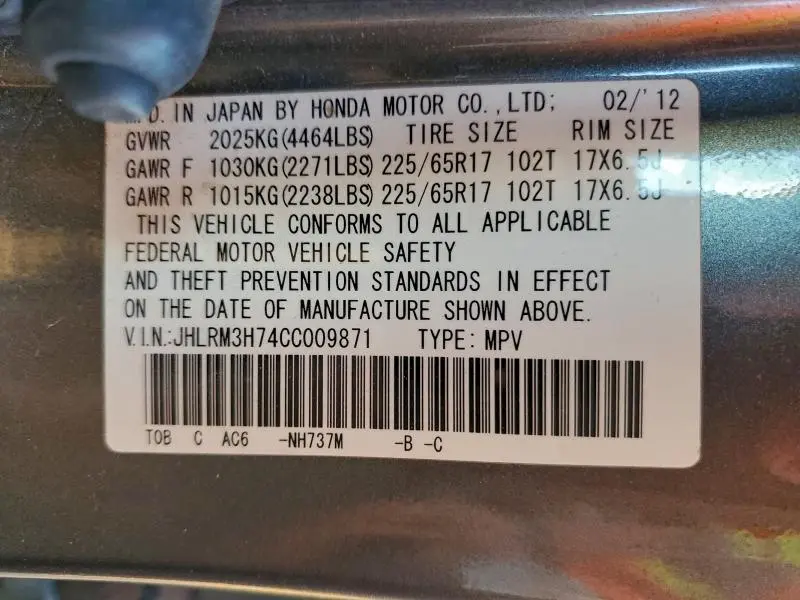 M'D. IN JAPAN BY HONDA MOTOR CO.,LTD; 02/'12
GVWR 2025KG(4464LBS) TIRE SIZE RIM SIZE
GAWR F 1030KG(2271LBS) 225/65R17 102T 17X6.5J
GAWR R 1015KG(2238LBS) 225/65R17 102T 17X6.5J
THIS VEHICLE CONFORMS TO ALL APPLICABLE
FEDERAL MOTOR VEHICLE SAFETY
AND THEFT PREVENTION STANDARDS IN EFFECT
ON THE DATE OF MANUFACTURE SHOWN ABOVE.
V.I.N.:JHLRM3H74CC009871 TYPE:MPV
TOB C AC6 -NH737M -B -C